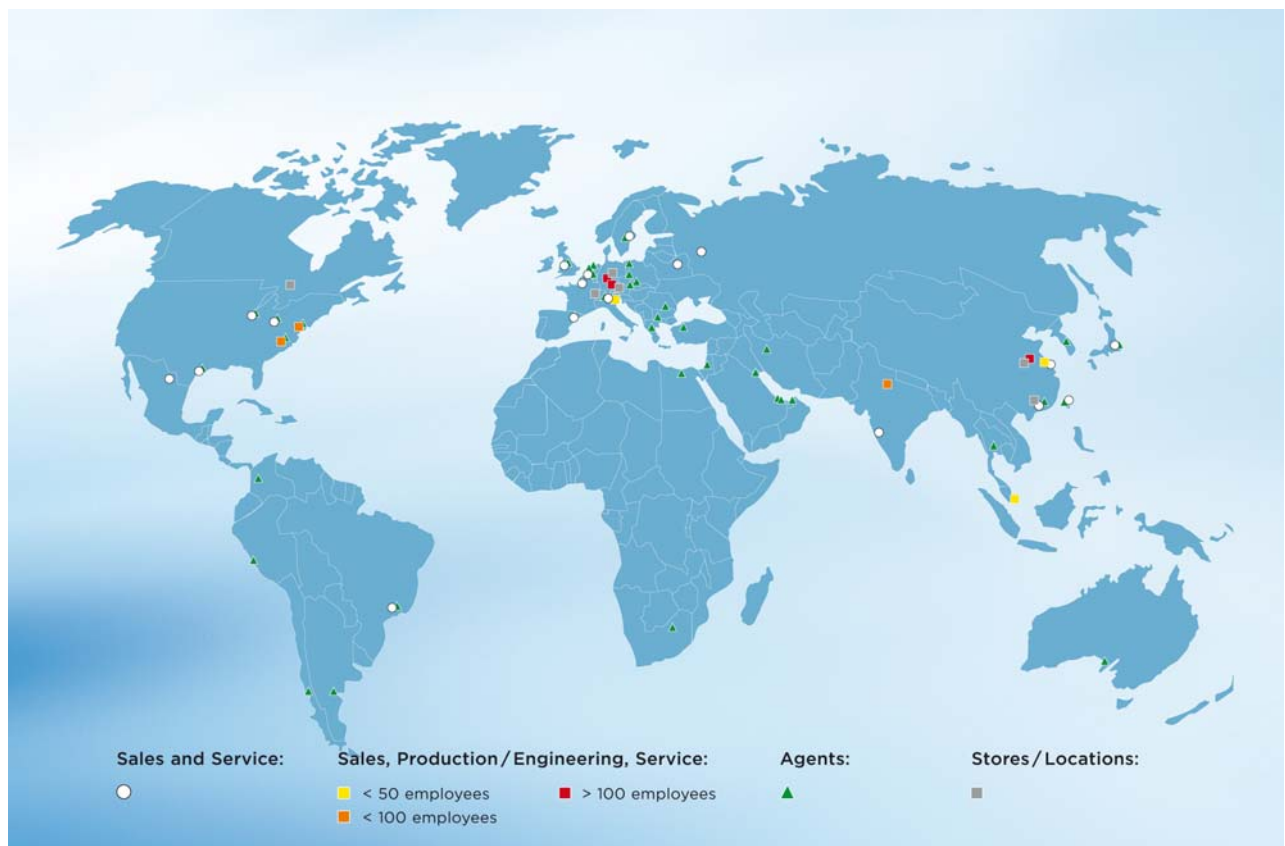 Sales and Service:
Sales, Production/Engineering, Service:
< 50 employees
> 100 employees
< 100 employees
Agents:
Stores/Locations: